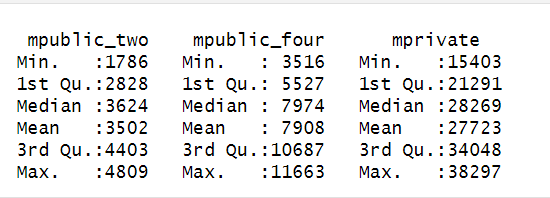 mpublic_two mpublic_four mprivate
Min. :1786 Min. : 3516 Min. :15403
1st Qu.:2828 1st Qu.: 5527 1st Qu.:21291
Median :3624 Median : 7974 Median :28269
Mean :3502 Mean : 7908 Mean :27723
3rd Qu.:4403 3rd Qu.:10687 3rd Qu.:34048
Max. :4809 Max. :11663 Max. :38297